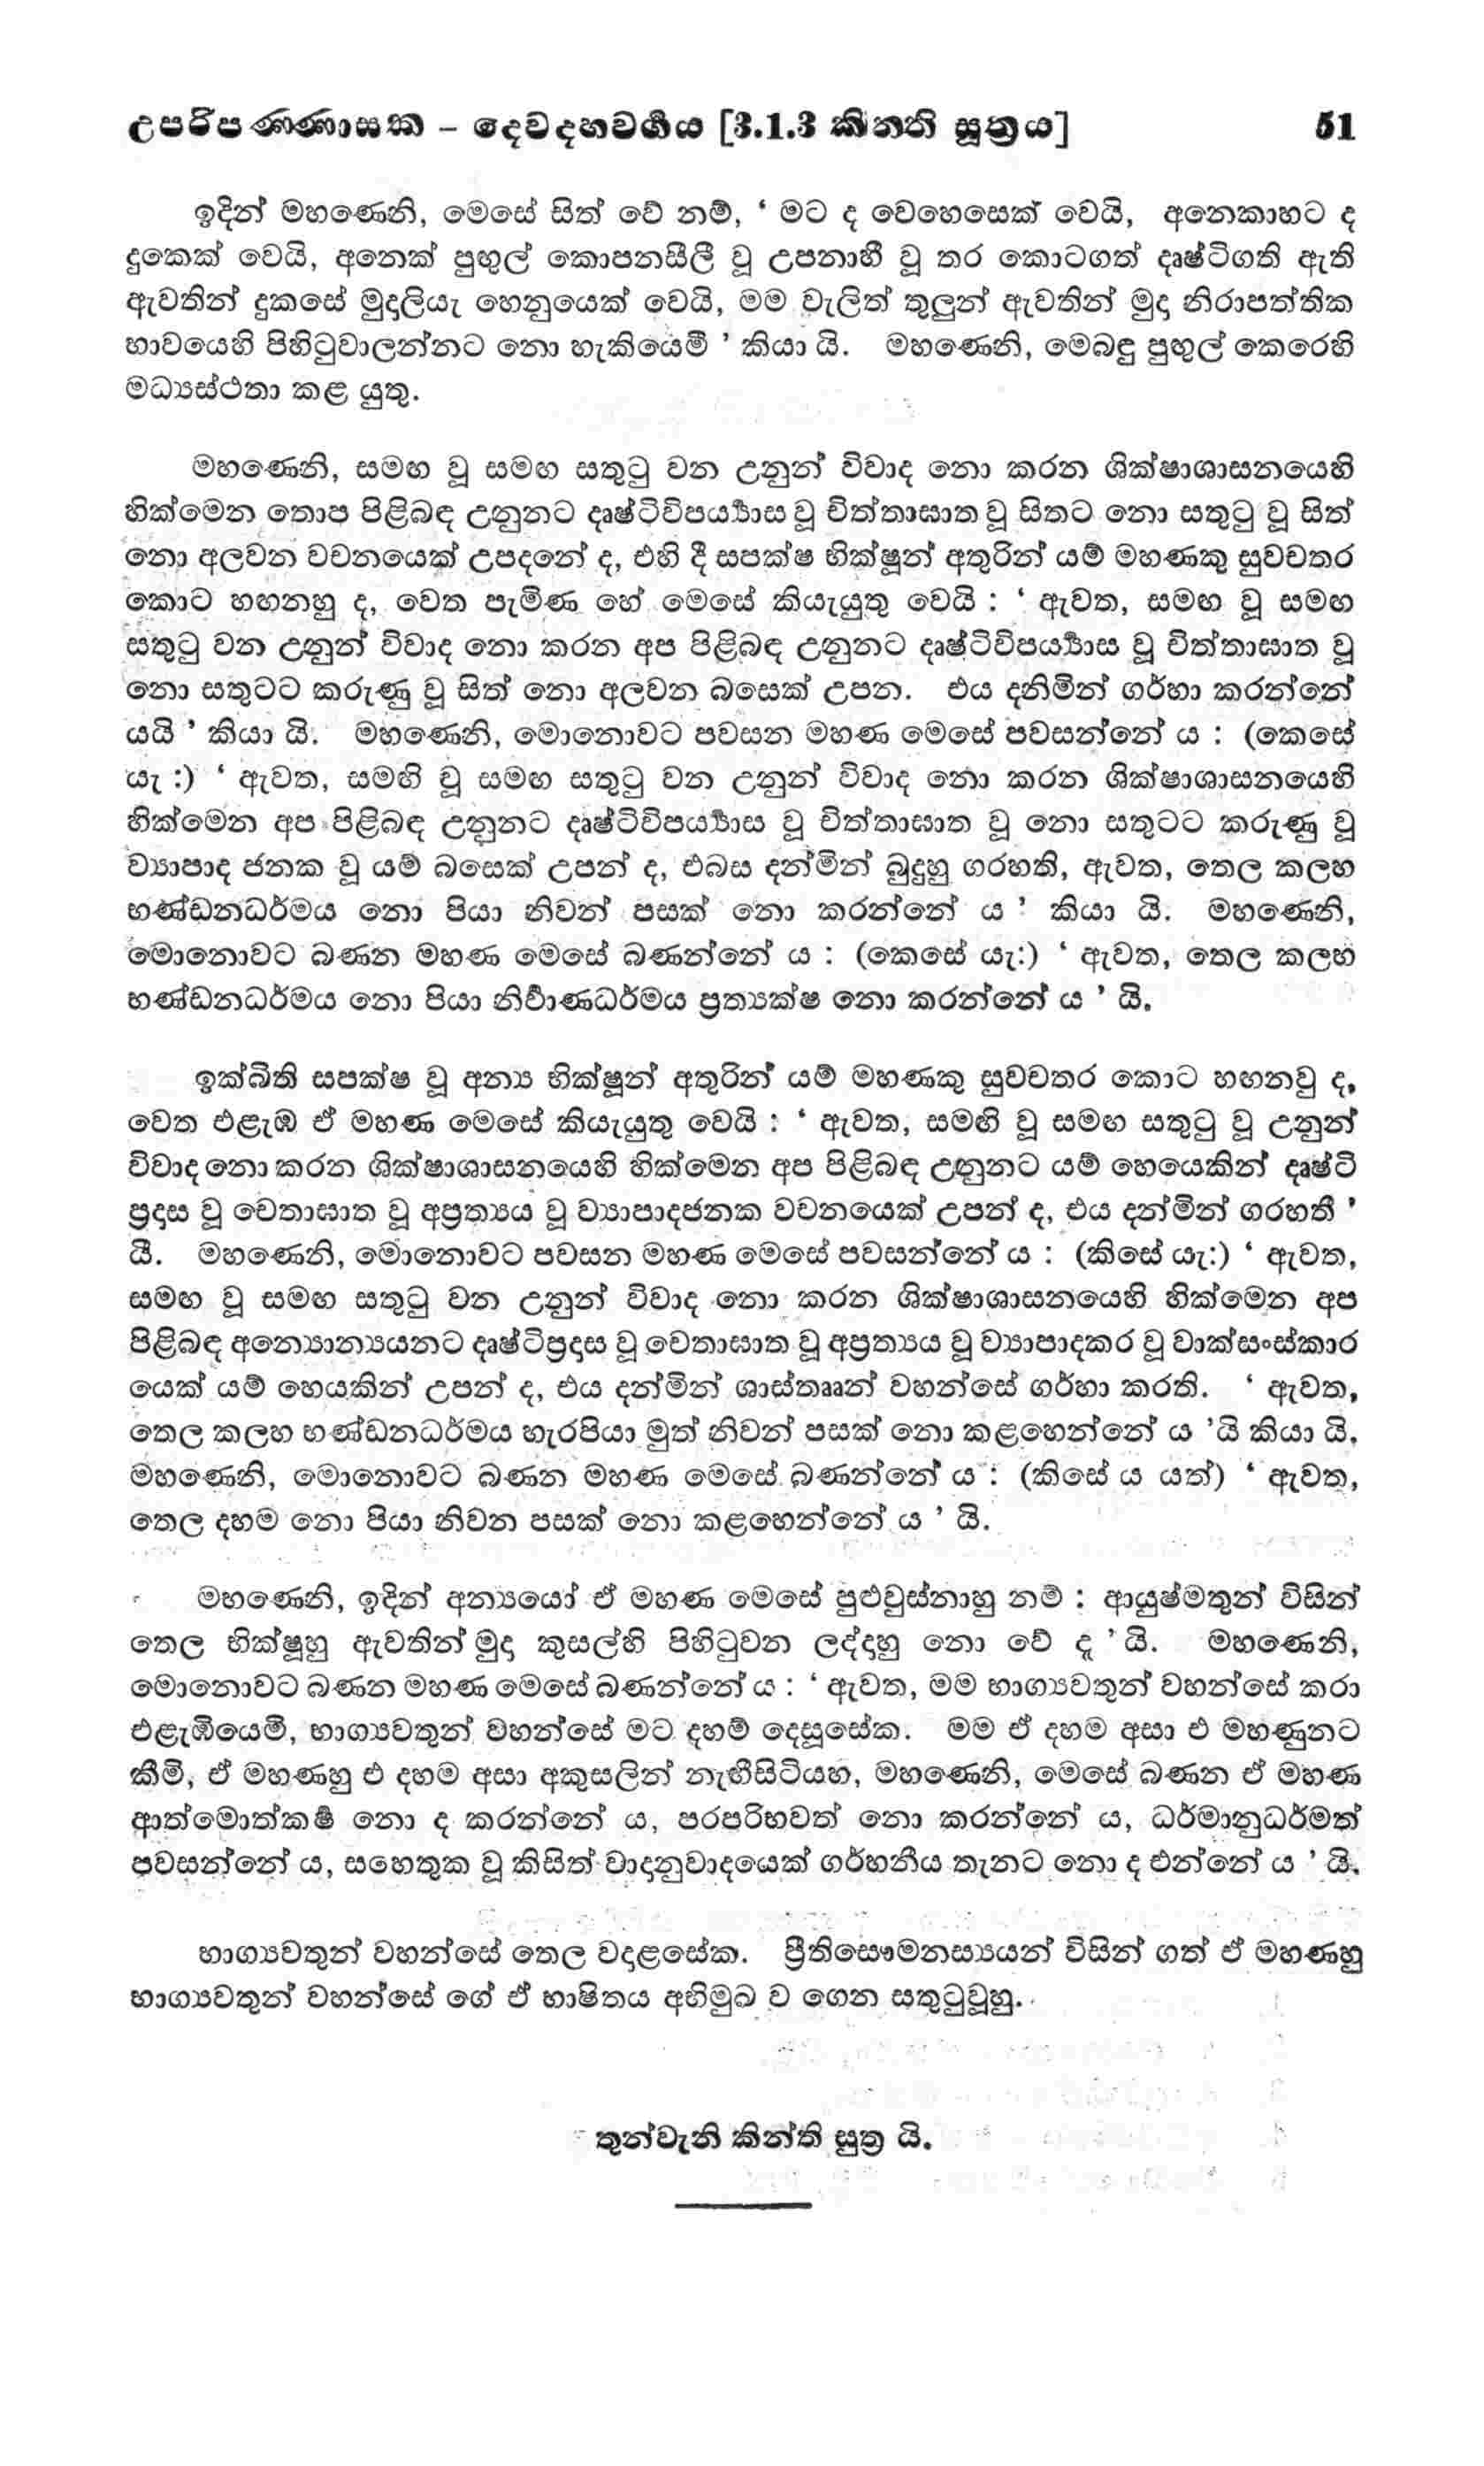 උපරිපණ්ණාසක – දෙවදහවර්‍ගය [3.1.3 කින්ති සූත්‍රය] 51
ඉදින් මහණෙනි, මෙසේ සිත් වේ නම්, ‘ මට ද වෙහෙසෙක් වෙයි, අනෙකාහට ද
දුකෙක් වෙයි, අනෙක් පුඟුල් කොපනසීලී වූ උපනාහී වූ තර කොටගත් දෘෂ්ටිගති ඇති
ඇවතින් දුකසේ මුදලියැ හෙනුයෙක් වෙයි, මම වැලිත් තුලුන් ඇවතින් මුදා නිරාපත්තික
භාවයෙහි පිහිටුවාලන්නට නො හැකියෙමි ’ කියා යි. මහණෙනි, මෙබඳු පුඟුල් කෙරෙහි
මධ්‍යස්ථතා කළ යුතු.
මහණෙනි, සමඟ වූ සමඟ සතුටු වන උනුන් විවාද නො කරන ශික්ෂාශාසනයෙහි
හික්මෙන තොප පිළිබඳ උනුනට දෘෂ්ටිවිපර්‍ය්‍යාස වූ චිත්තාඝාත වූ සිතට නො සතුටු වූ සිත්
නො අලවන වචනයෙක් උපදනේ ද, එහි දී සපක්ෂ භික්ෂූන් අතුරින් යම් මහණකු සුවචතර
කොට හඟනහු ද, වෙත පැමිණ හේ මෙසේ කියැයුතු වෙයි : ‘ ඇවත, සමඟ වූ සමඟ
සතුටු වන උනුන් විවාද නො කරන අප පිළිබඳ උනුනට දෘෂ්ටිවිපර්‍ය්‍යාස වූ චිත්තාඝාත වූ
නො සතුටට කරුණු වූ සිත් නො අලවන බසෙක් උපන. එය දනිමින් ගර්හා කරන්නේ
යයි ’ කියා යි. මහණෙනි, මොනොවට පවසන මහණ මෙසේ පවසන්නේ ය : (කෙසේ
යැ :) ‘ ඇවත, සමඟි වූ සමඟ සතුටු වන උනුන් විවාද නො කරන ශික්ෂාශාසනයෙහි
හික්මෙන අප පිළිබඳ උනුනට දෘෂ්ටිවිපර්‍ය්‍යාස වූ චිත්තාඝාත වූ නො සතුටට කරුණු වූ
ව්‍යාපාද ජනක වූ යම් බසෙක් උපන් ද, එබස දන්මින් බුදුහු ගරහති, ඇවත, තෙල කලහ
භණ්ඩනධර්මය නො පියා නිවන් පසක් නො කරන්නේ ය ’ කියා යි. මහණෙනි,
මොනොවට බණන මහණ මෙසේ බණන්නේ ය : (කෙසේ යැ:) ‘ ඇවත, තෙල කලහ
භණ්ඩනධර්මය නො පියා නිර්‍වාණධර්මය ප්‍රත්‍යක්ෂ නො කරන්නේ ය ’ යි.
ඉක්බිති සපක්ෂ වූ අන්‍ය භික්ෂූන් අතුරින් යම් මහණකු සුවචතර කොට හඟනවු ද,
වෙත එළැඹ ඒ මහණ මෙසේ කියැයුතු වෙයි : ‘ ඇවත, සමඟි වූ සමඟ සතුටු වූ උනුන්
විවාද නො කරන ශික්ෂාශාසනයෙහි හික්මෙන අප පිළිබඳ උනුනට යම් හෙයෙකින් දෘෂ්ටි
ප්‍රදාස වූ චෙතාඝාත වූ අප්‍රත්‍යය වූ ව්‍යාපාදජනක වචනයෙක් උපන් ද, එය දන්මින් ගරහතී ’
යී. මහණෙනි, මොනොවට පවසන මහණ මෙසේ පවසන්නේ ය : (කිසේ යැ:) ‘ ඇවත,
සමඟ වූ සමඟ සතුටු වන උනුන් විවාද නො කරන ශික්ෂාශාසනයෙහි හික්මෙන අප
පිළිබඳ අන්‍යොන්‍යයනට දෘෂ්ටිප්‍රදාස වූ චෙතාඝාත වූ අප්‍රත්‍යය වූ ව්‍යාපාදකර වූ වාක්සංස්කාර
යෙක් යම් හෙයකින් උපන් ද, එය දන්මින් ශාස්තෲන් වහන්සේ ගර්හා කරති. ‘ ඇවත,
තෙල කලහ භණ්ඩනධර්මය හැරපියා මුත් නිවන් පසක් නො කළහෙන්නේ ය ’යි කියා යි,
මහණෙනි, මොනොවට බණන මහණ මෙසේ බණන්නේ ය : (කිසේ ය යත්) ‘ ඇවත,
තෙල දහම නො පියා නිවන පසක් නො කළහෙන්නේ ය ’ යි.
මහණෙනි, ඉදින් අන්‍යයෝ ඒ මහණ මෙසේ පුළුවුස්නාහු නම් : ආයුෂ්මතුන් විසින්
තෙල භික්ෂූහු ඇවතින් මුදා කුසල්හි පිහිටුවන ලද්දාහු නො වේ දැ ’ යි. මහණෙනි,
මොනොවට බණන මහණ මෙසේ බණන්නේ ය : ‘ ඇවත, මම භාග්‍යවතුන් වහන්සේ කරා
එළැඹියෙමි, භාග්‍යවතුන් වහන්සේ මට දහම් දෙසූසේක. මම ඒ දහම අසා එ මහණුනට
කීමි, ඒ මහණහු එ දහම අසා අකුසලින් නැඟීසිටියහ, මහණෙනි, මෙසේ බණන ඒ මහණ
ආත්මොත්කර්‍ෂ නො ද කරන්නේ ය, පරපරිභවත් නො කරන්නේ ය, ධර්මානුධර්මත්
පවසන්නේ ය, සහෙතුක වූ කිසිත් වාදානුවාදයෙක් ගර්හනීය තැනට නො ද එන්නේ ය ’ යි.
භාග්‍යවතුන් වහන්සේ තෙල වදාළසේක. ප්‍රීතිසෞමනස්‍යයන් විසින් ගත් ඒ මහණහු
භාග්‍යවතුන් වහන්සේ ගේ ඒ භාෂිතය අභිමුඛ ව ගෙන සතුටුවූහු.
තුන්වැනි කින්ති සුත්‍ර යි.